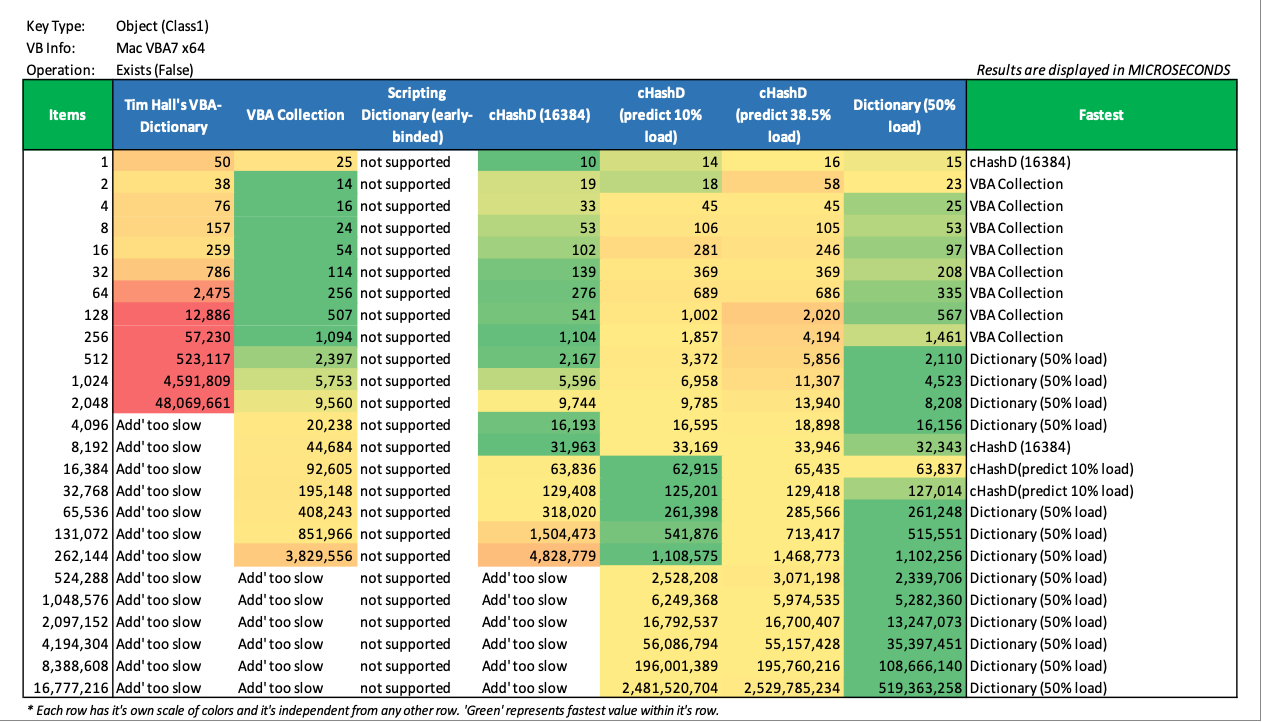 Key Type: Object (Class1)
VB Info: Mac VBA7 x64
Operation: Exists (False)
Results are displayed in MICROSECONDS
Items Tim Hall's VBA-Dictionary VBA Collection Scripting Dictionary (early-binded) cHashD (16384) cHashD (predict 10% load) cHashD (predict 38.5% load) Dictionary (50% load) Fastest
1 50 25 not supported 10 14 16 15 cHashD (16384)
2 38 14 not supported 19 18 58 23 VBA Collection
4 76 16 not supported 33 45 45 25 VBA Collection
8 157 24 not supported 53 106 105 53 VBA Collection
16 259 54 not supported 102 281 246 97 VBA Collection
32 786 114 not supported 139 369 369 208 VBA Collection
64 2,475 256 not supported 276 689 686 335 VBA Collection
128 12,886 507 not supported 541 1,002 2,020 567 VBA Collection
256 57,230 1,094 not supported 1,104 1,857 4,194 1,461 VBA Collection
512 523,117 2,397 not supported 2,167 3,372 5,856 2,110 Dictionary (50% load)
1,024 4,591,809 5,753 not supported 5,596 6,958 11,307 4,523 Dictionary (50% load)
2,048 48,069,661 9,560 not supported 9,744 9,785 13,940 8,208 Dictionary (50% load)
4,096 Add' too slow 20,238 not supported 16,193 16,595 18,898 16,156 Dictionary (50% load)
8,192 Add' too slow 44,684 not supported 31,963 33,169 33,946 32,343 cHashD (16384)
16,384 Add' too slow 92,605 not supported 63,836 62,915 65,435 63,837 cHashD(predict 10% load)
32,768 Add' too slow 195,148 not supported 129,408 125,201 129,418 127,014 cHashD(predict 10% load)
65,536 Add' too slow 408,243 not supported 318,020 261,398 285,566 261,248 Dictionary (50% load)
131,072 Add' too slow 851,966 not supported 1,504,473 541,876 713,417 515,551 Dictionary (50% load)
262,144 Add' too slow 3,829,556 not supported 4,828,779 1,108,575 1,468,773 1,102,256 Dictionary (50% load)
524,288 Add' too slow Add' too slow not supported Add' too slow 2,528,208 3,071,198 2,339,706 Dictionary (50% load)
1,048,576 Add' too slow Add' too slow not supported Add' too slow 6,249,368 5,974,535 5,282,360 Dictionary (50% load)
2,097,152 Add' too slow Add' too slow not supported Add' too slow 16,792,537 16,700,407 13,247,073 Dictionary (50% load)
4,194,304 Add' too slow Add' too slow not supported Add' too slow 56,086,794 55,157,428 35,397,451 Dictionary (50% load)
8,388,608 Add' too slow Add' too slow not supported Add' too slow 196,001,389 195,760,216 108,666,140 Dictionary (50% load)
16,777,216 Add' too slow Add' too slow not supported Add' too slow 2,481,520,704 2,529,785,234 519,363,258 Dictionary (50% load)
* Each row has it's own scale of colors and it's independent from any other row. 'Green' represents fastest value within it's row.